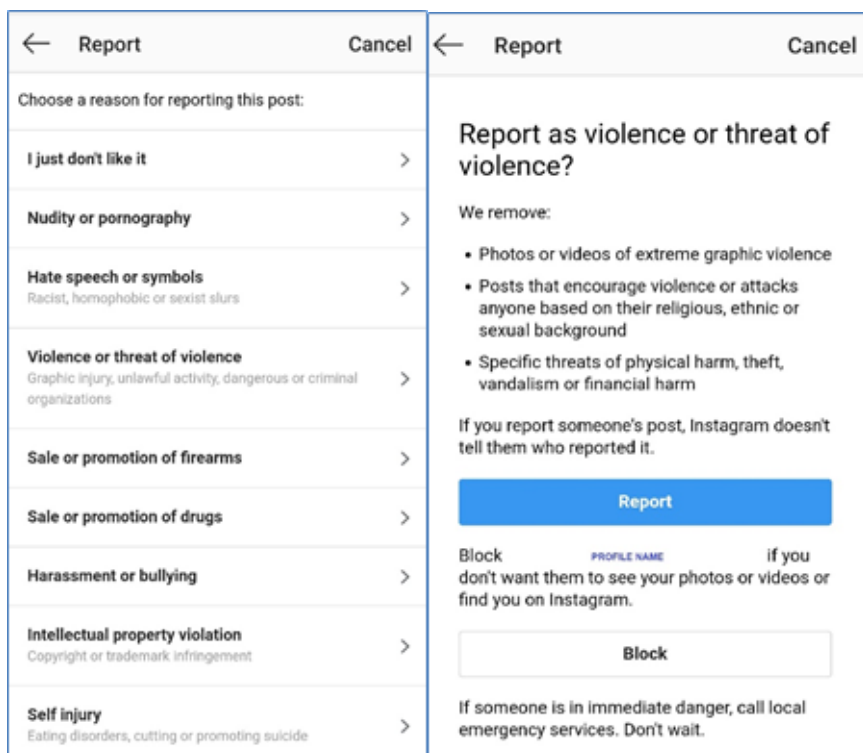 Report Cancel
Choose a reason for reporting this post:
I just don't like it
Nudity or pornography
Hate speech or symbols
Racist, homophobic or sexist slurs
Violence or threat of violence
Graphic injury, unlawful activity, dangerous or criminal
organizations
Sale or promotion of firearms
Sale or promotion of drugs
Harassment or bullying
Intellectual property violation
Copyright or trademark infringement
Self injury
Eating disorders, cutting or promoting suicide
Report Cancel
Report as violence or threat of
violence?
We remove:
• Photos or videos of extreme graphic violence
• Posts that encourage violence or attacks
anyone based on their religious, ethnic or
sexual background
• Specific threats of physical harm, theft,
vandalism or financial harm
If you report someone's post, Instagram doesn't
tell them who reported it.
Report
Block PROFILE NAME if you
don't want them to see your photos or videos or
find you on Instagram.
Block
If someone is in immediate danger, call local
emergency services. Don't wait.